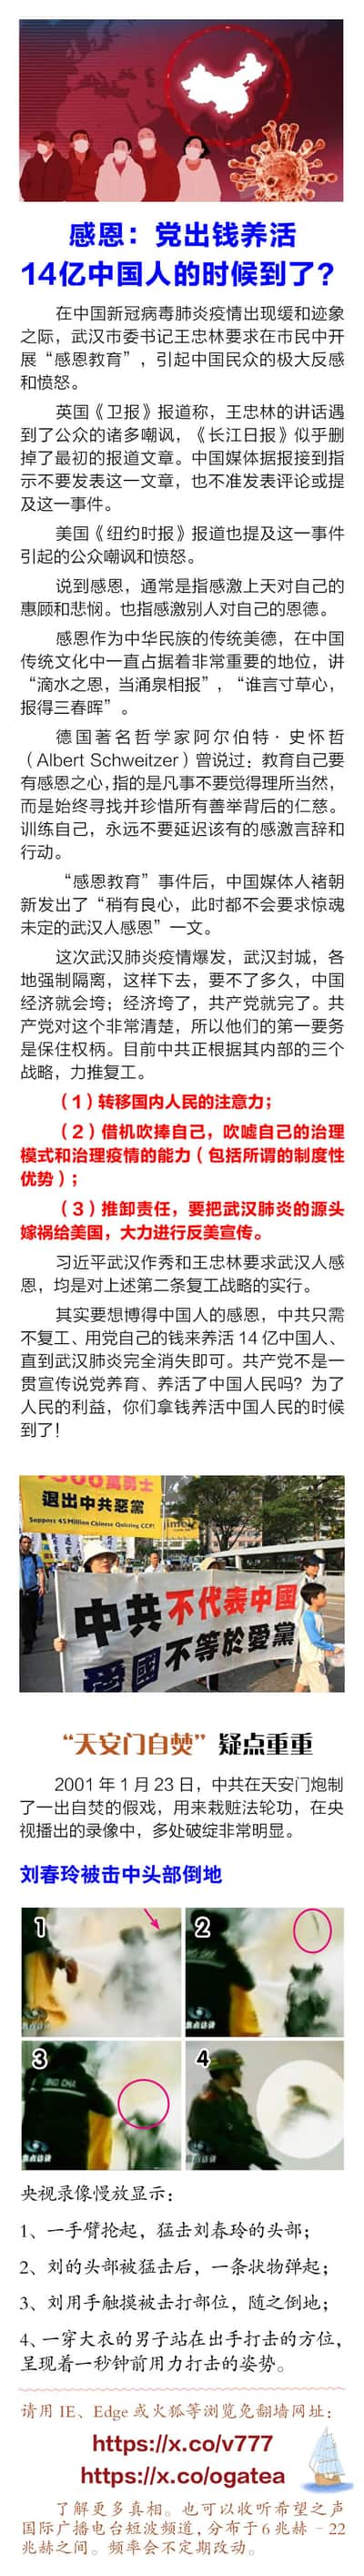 感恩：党出钱养活
14亿中国人的时候到了？
在中国新冠病毒肺炎疫情出现缓和迹象
之际，武汉市委书记王忠林要求在市民中开
展“感恩教育”，引起中国民众的极大反感
和愤怒。
英国《卫报》报道称，王忠林的讲话遇
到了公众的诸多嘲讽，《长江日报》似乎删
掉了最初的报道文章。中国媒体据报接到指
示不要发表这一文章，也不准发表评论或提
及这一事件。
美国《纽约时报》报道也提及这一事件
引起的公众嘲讽和愤怒。
说到感恩，通常是指感激上天对自己的
惠顾和悲悯。也指感激别人对自己的恩德。
感恩作为中华民族的传统美德，在中国
传统文化中一直占据着非常重要的地位，讲
“滴水之恩，当涌泉相报”，“谁言寸草心，
报得三春晖”。
德国著名哲学家阿尔伯特·史怀哲
（Albert Schweitzer）曾说过：教育自己要
有感恩之心，指的是凡事不要觉得理所当然，
而是始终寻找并珍惜所有善举背后的仁慈。
训练自己，永远不要延迟该有的感激言辞和
行动。
“感恩教育”事件后，中国媒体人褚朝
新发出了“稍有良心，此时都不会要求惊魂
未定的武汉人感恩”一文。
这次武汉肺炎疫情爆发，武汉封城，各
地强制隔离，这样下去，要不了多久，中国
经济就会垮；经济垮了，共产党就完了。共
产党对这个非常清楚，所以他们的第一要务
是保住权柄。目前中共正根据其内部的三个
战略，力推复工。
（1）转移国内人民的注意力；
（2）借机吹捧自己，吹嘘自己的治理
模式和治理疫情的能力（包括所谓的制度性
优势）；
（3）推卸责任，要把武汉肺炎的源头
嫁祸给美国，大力进行反美宣传。
习近平武汉作秀和王忠林要求武汉人感
恩，均是对上述第二条复工战略的实行。
其实要想博得中国人的感恩，中共只需
不复工、用党自己的钱来养活 14 亿中国人、
直到武汉肺炎完全消失即可。共产党不是一
贯宣传说党养育、养活了中国人民吗？为了
人民的利益，你们拿钱养活中国人民的时候
到了！
退出中共惡黨
Supports 45 Million Chinese Quitting CCP!
中共不代表中國
愛國不等於愛黨
“天安门自焚”疑点重重
2001 年 1 月 23 日，中共在天安门炮制
了一出自焚的假戏，用来栽赃法轮功，在央
视播出的录像中，多处破绽非常明显。
刘春玲被击中头部倒地
1
2
3
4
央视录像慢放显示：
1、一手臂抡起，猛击刘春玲的头部；
2、刘的头部被猛击后，一条状物弹起；
3、刘用手触摸被击打部位，随之倒地；
4、一穿大衣的男子站在出手打击的方位，
呈现着一秒钟前用力打击的姿势。
请用 IE、Edge 或火狐等浏览免翻墙网址：
https://x.co/v777
https://x.co/ogatea
了解更多真相。也可以收听希望之声
国际广播电台短波频道，分布于 6 兆赫 - 22
兆赫之间。频率会不定期改动。